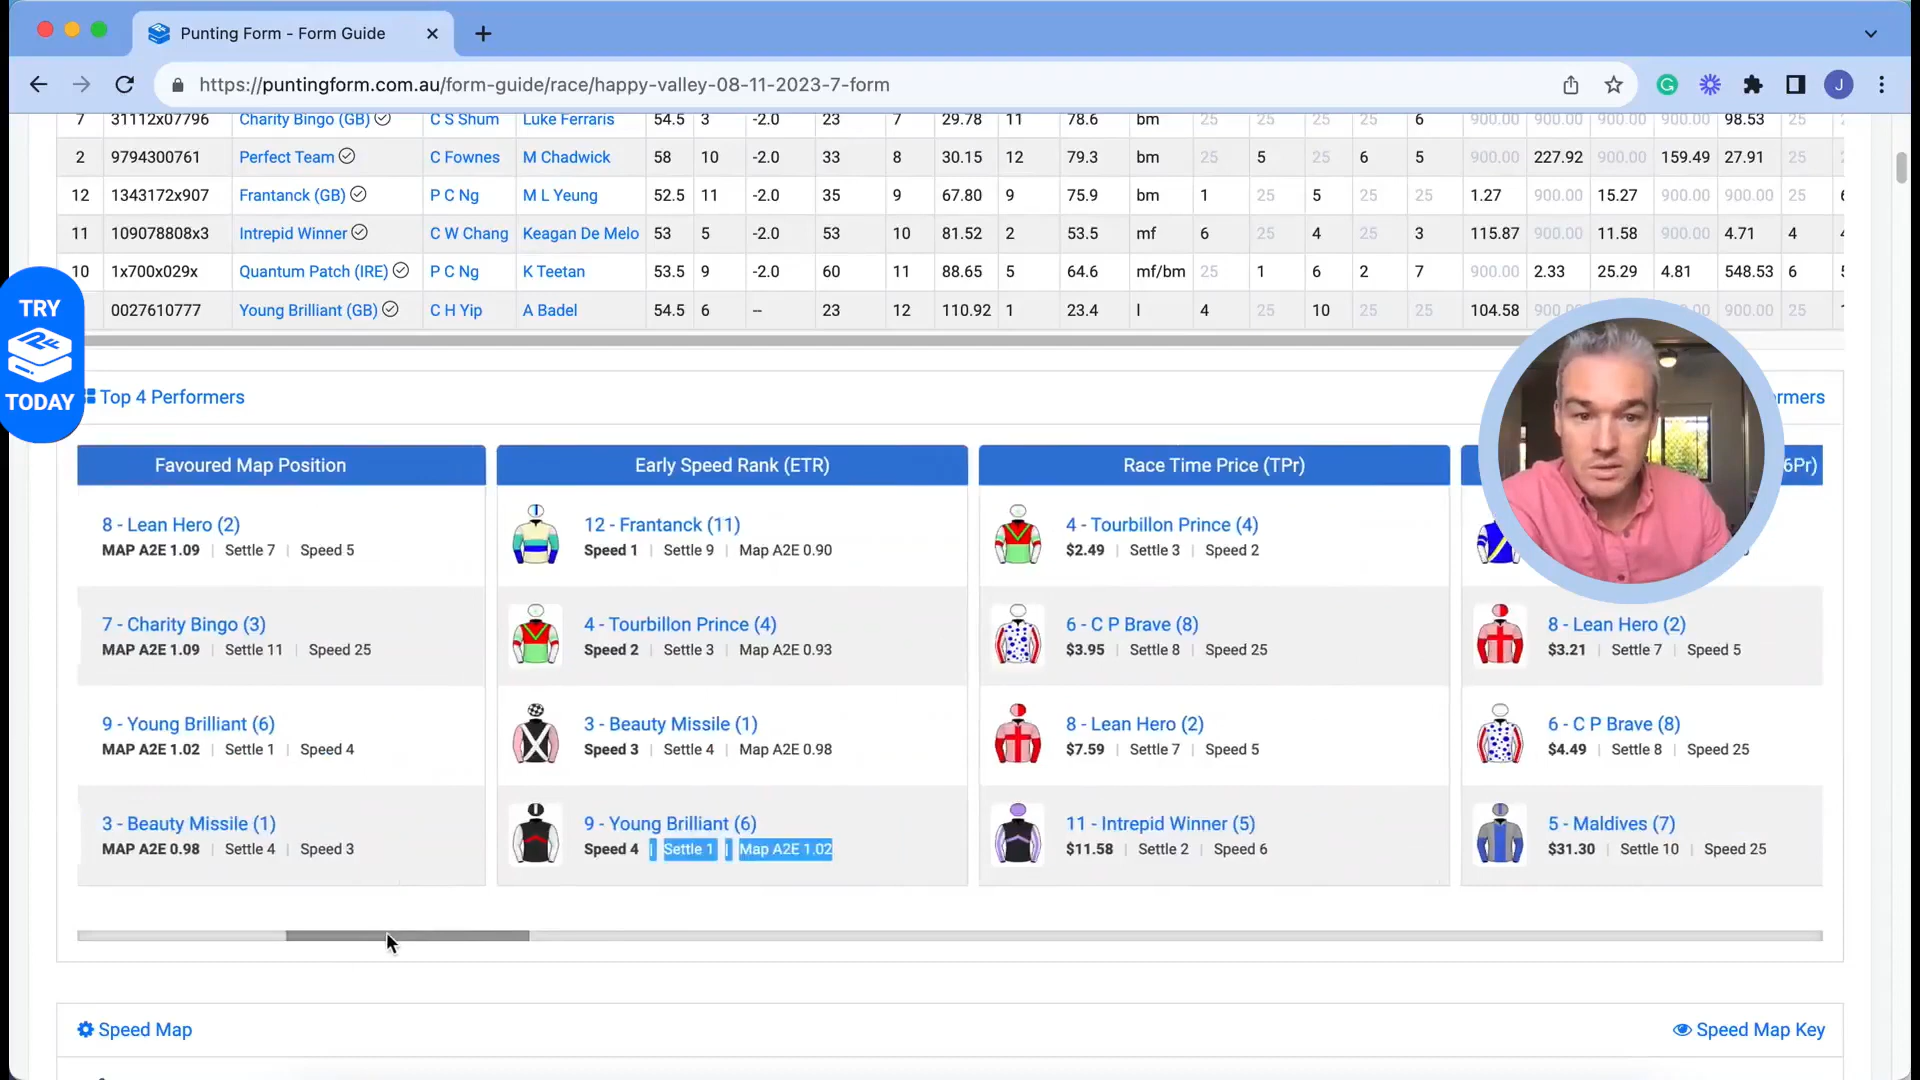 Punting Form - Form Guide
https://puntingform.com.au/form-guide/race/happy-valley-08-11-2023-7-form
G
J
7 31112x07796 Charity Bingo (GB) C S Shum Luke Ferraris 54.5 3 -2.0 23 7 29.78 11 78.6 bm 25 25 25 25 6 900.00 900.00 900.00 900.00 98.53 25
2 9794300761 Perfect Team C Fownes M Chadwick 58 10 -2.0 33 8 30.15 12 79.3 bm 25 5 25 6 5 900.00 227.92 900.00 159.49 27.91 25
12 1343172x907 Frantanck (GB) P C Ng M L Yeung 52.5 11 -2.0 35 9 67.80 9 75.9 bm 1 25 5 25 25 1.27 900.00 15.27 900.00 900.00 25
11 109078808x3 Intrepid Winner C W Chang Keagan De Melo 53 5 -2.0 53 10 81.52 2 53.5 mf 6 25 4 25 3 115.87 900.00 11.58 900.00 4.71 4
10 1x700x029x Quantum Patch (IRE) P C Ng K Teetan 53.5 9 -2.0 60 11 88.65 5 64.6 mf/bm 25 1 6 2 7 900.00 2.33 25.29 4.81 548.53 6
0027610777 Young Brilliant (GB) C H Yip A Badel 54.5 6 -- 23 12 110.92 1 23.4 l 4 25 10 25 25 104.58 900.00 25
TRY
TODAY
Top 4 Performers
Favoured Map Position Early Speed Rank (ETR) Race Time Price (TPr)
8 - Lean Hero (2) 12 - Frantanck (11) 4 - Tourbillon Prince (4)
MAP A2E 1.09 | Settle 7 | Speed 5 Speed 1 | Settle 9 | Map A2E 0.90 $2.49 | Settle 3 | Speed 2
7 - Charity Bingo (3) 4 - Tourbillon Prince (4) 6 - C P Brave (8) 8 - Lean Hero (2)
MAP A2E 1.09 | Settle 11 | Speed 25 Speed 2 | Settle 3 | Map A2E 0.93 $3.95 | Settle 8 | Speed 25 $3.21 | Settle 7 | Speed 5
9 - Young Brilliant (6) 3 - Beauty Missile (1) 8 - Lean Hero (2) 6 - C P Brave (8)
MAP A2E 1.02 | Settle 1 | Speed 4 Speed 3 | Settle 4 | Map A2E 0.98 $7.59 | Settle 7 | Speed 5 $4.49 | Settle 8 | Speed 25
3 - Beauty Missile (1) 9 - Young Brilliant (6) 11 - Intrepid Winner (5) 5 - Maldives (7)
MAP A2E 0.98 | Settle 4 | Speed 3 Speed 4 | Settle 1 | Map A2E 1.02 $11.58 | Settle 2 | Speed 6 $31.30 | Settle 10 | Speed 25
Speed Map Speed Map Key